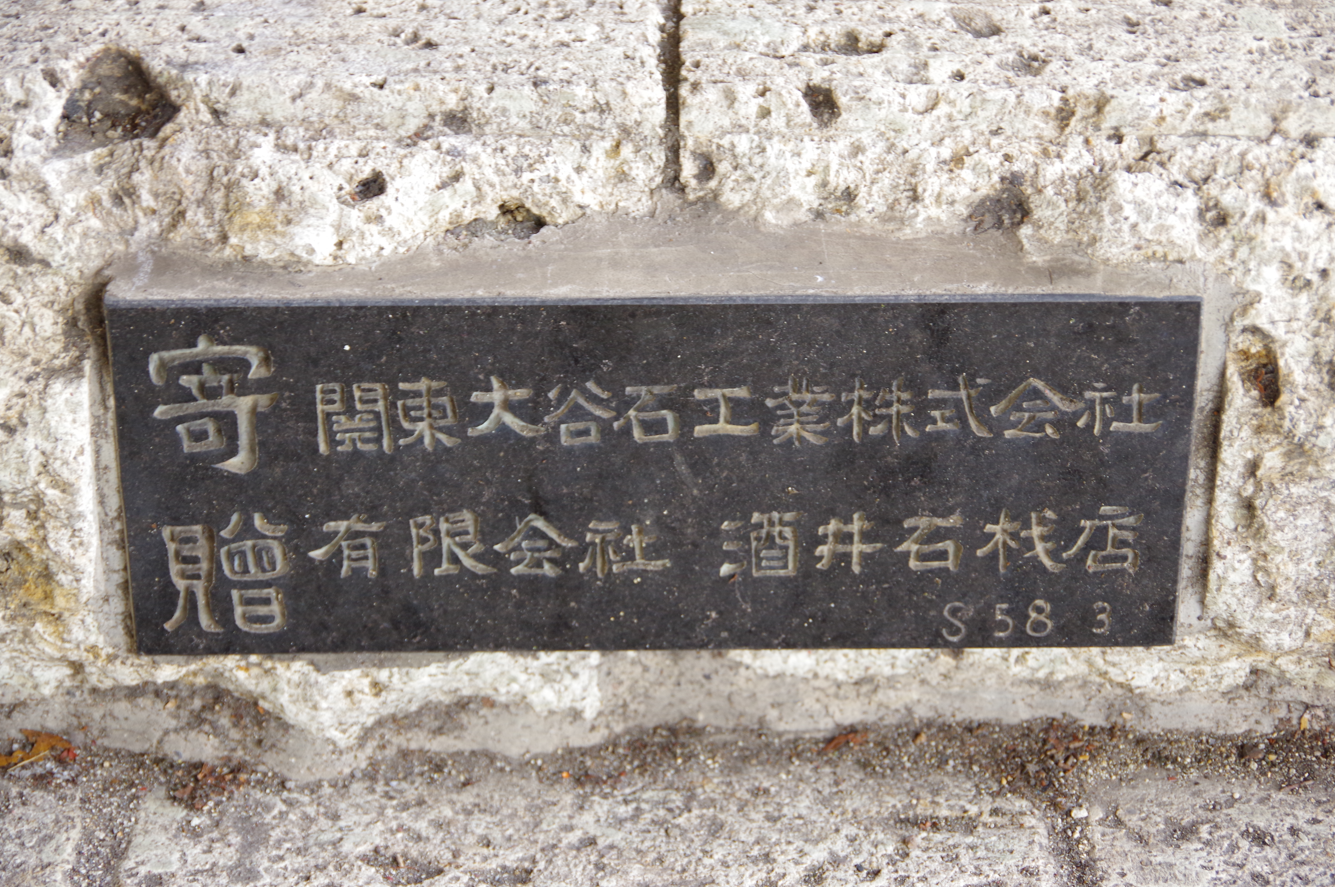 寄贈
関東大谷石工業株式会社
有限会社 酒井石桟店
S 58 3